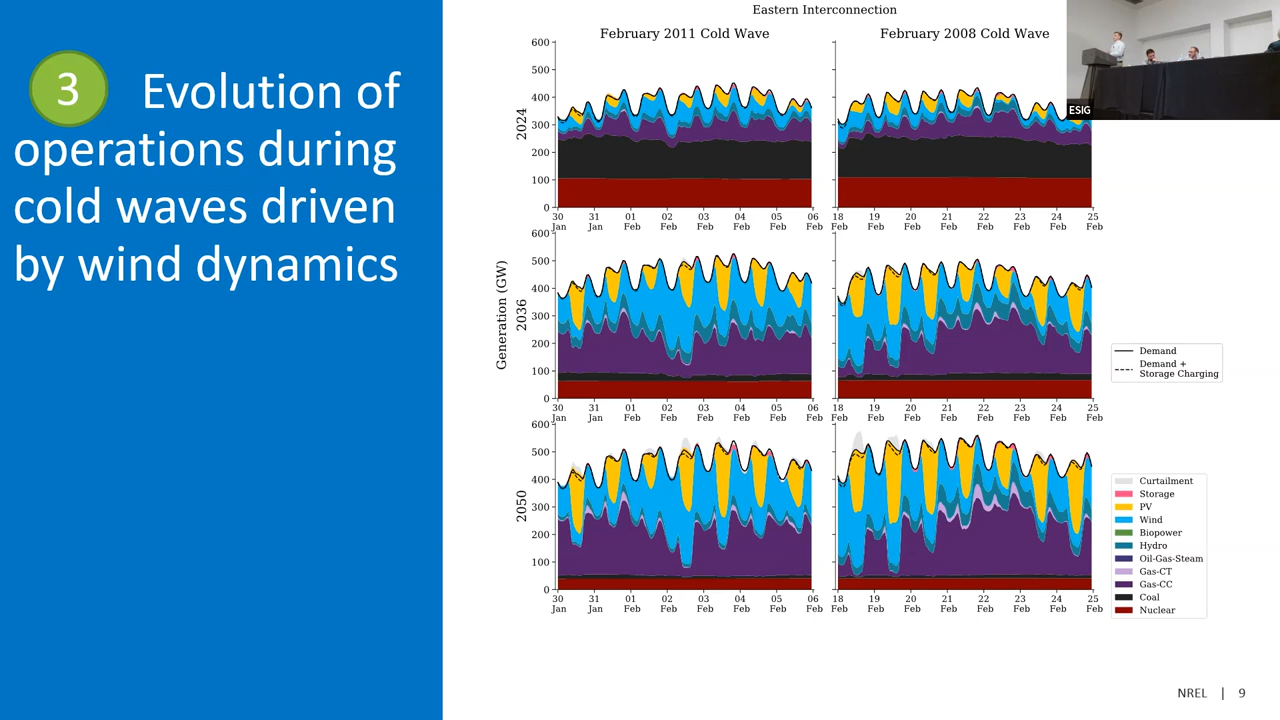 3
Evolution of
operations during
cold waves driven
by wind dynamics
Eastern Interconnection
February 2011 Cold Wave
February 2008 Cold Wave
ESIG
Generation (GW)
2024
600
500
400
300
200
100
0
30 Jan 31 Jan 01 Feb 02 Feb 03 Feb 04 Feb 05 Feb 06 Feb
18 Feb 19 Feb 20 Feb 21 Feb 22 Feb 23 Feb 24 Feb 25 Feb
2036
600
500
400
300
200
100
0
30 Jan 31 Jan 01 Feb 02 Feb 03 Feb 04 Feb 05 Feb 06 Feb
18 Feb 19 Feb 20 Feb 21 Feb 22 Feb 23 Feb 24 Feb 25 Feb
2050
600
500
400
300
200
100
0
30 Jan 31 Jan 01 Feb 02 Feb 03 Feb 04 Feb 05 Feb 06 Feb
18 Feb 19 Feb 20 Feb 21 Feb 22 Feb 23 Feb 24 Feb 25 Feb
Demand
Demand +
Storage Charging
Curtailment
Storage
PV
Wind
Biopower
Hydro
Oil-Gas-Steam
Gas-CT
Gas-CC
Coal
Nuclear
NREL | 9